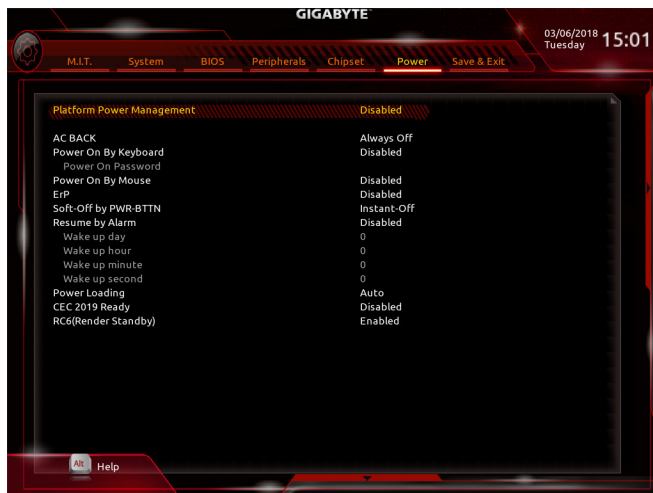 GIGABYTE™
03/06/2018 Tuesday 15:01
M.I.T. System BIOS Peripherals Chipset Power Save & Exit
Platform Power Management Disabled
AC BACK Always Off
Power On By Keyboard Disabled
Power On Password
Power On By Mouse Disabled
ErP Disabled
Soft-Off by PWR-BTTN Instant-Off
Resume by Alarm Disabled
Wake up day 0
Wake up hour 0
Wake up minute 0
Wake up second 0
Power Loading Auto
CEC 2019 Ready Disabled
RC6(Render Standby) Enabled
Alt Help